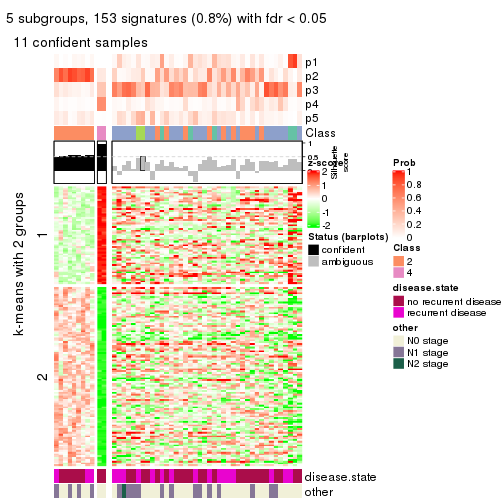 5 subgroups, 153 signatures (0.8%) with fdr < 0.05
11 confident samples
p1
p2
p3
p4
p5
Class
1
0.5
0
Silhouette
score
z-score
2
1
0
-1
-2
Status (barplots)
confident
ambiguous
Prob
1
0.8
0.6
0.4
0.2
0
Class
2
4
disease.state
no recurrent disease
recurrent disease
other
N0 stage
N1 stage
N2 stage
k-means with 2 groups
1
2
disease.state
other